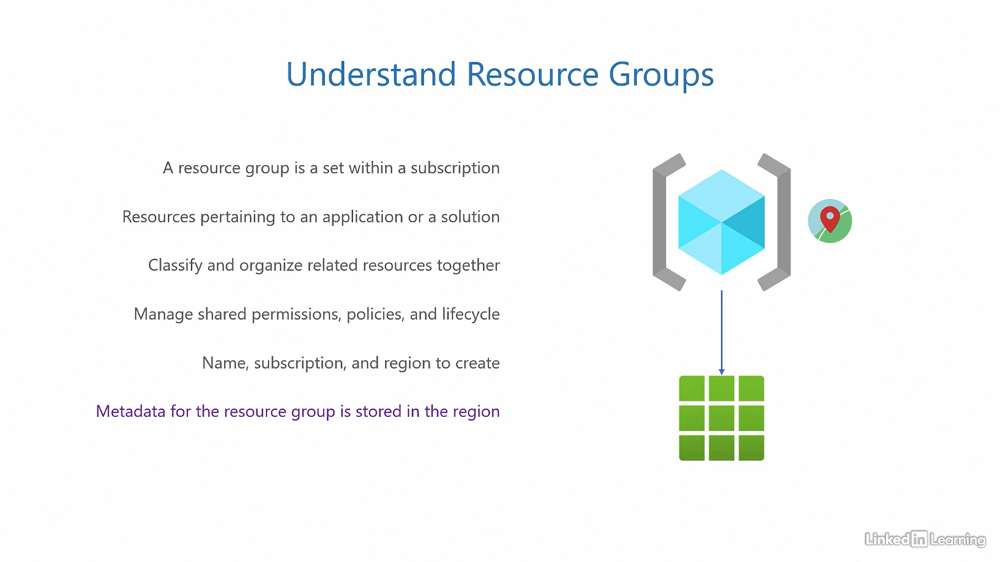 Understand Resource Groups
A resource group is a set within a subscription
Resources pertaining to an application or a solution
Classify and organize related resources together
Manage shared permissions, policies, and lifecycle
Name, subscription, and region to create
Metadata for the resource group is stored in the region
Linked in Learning